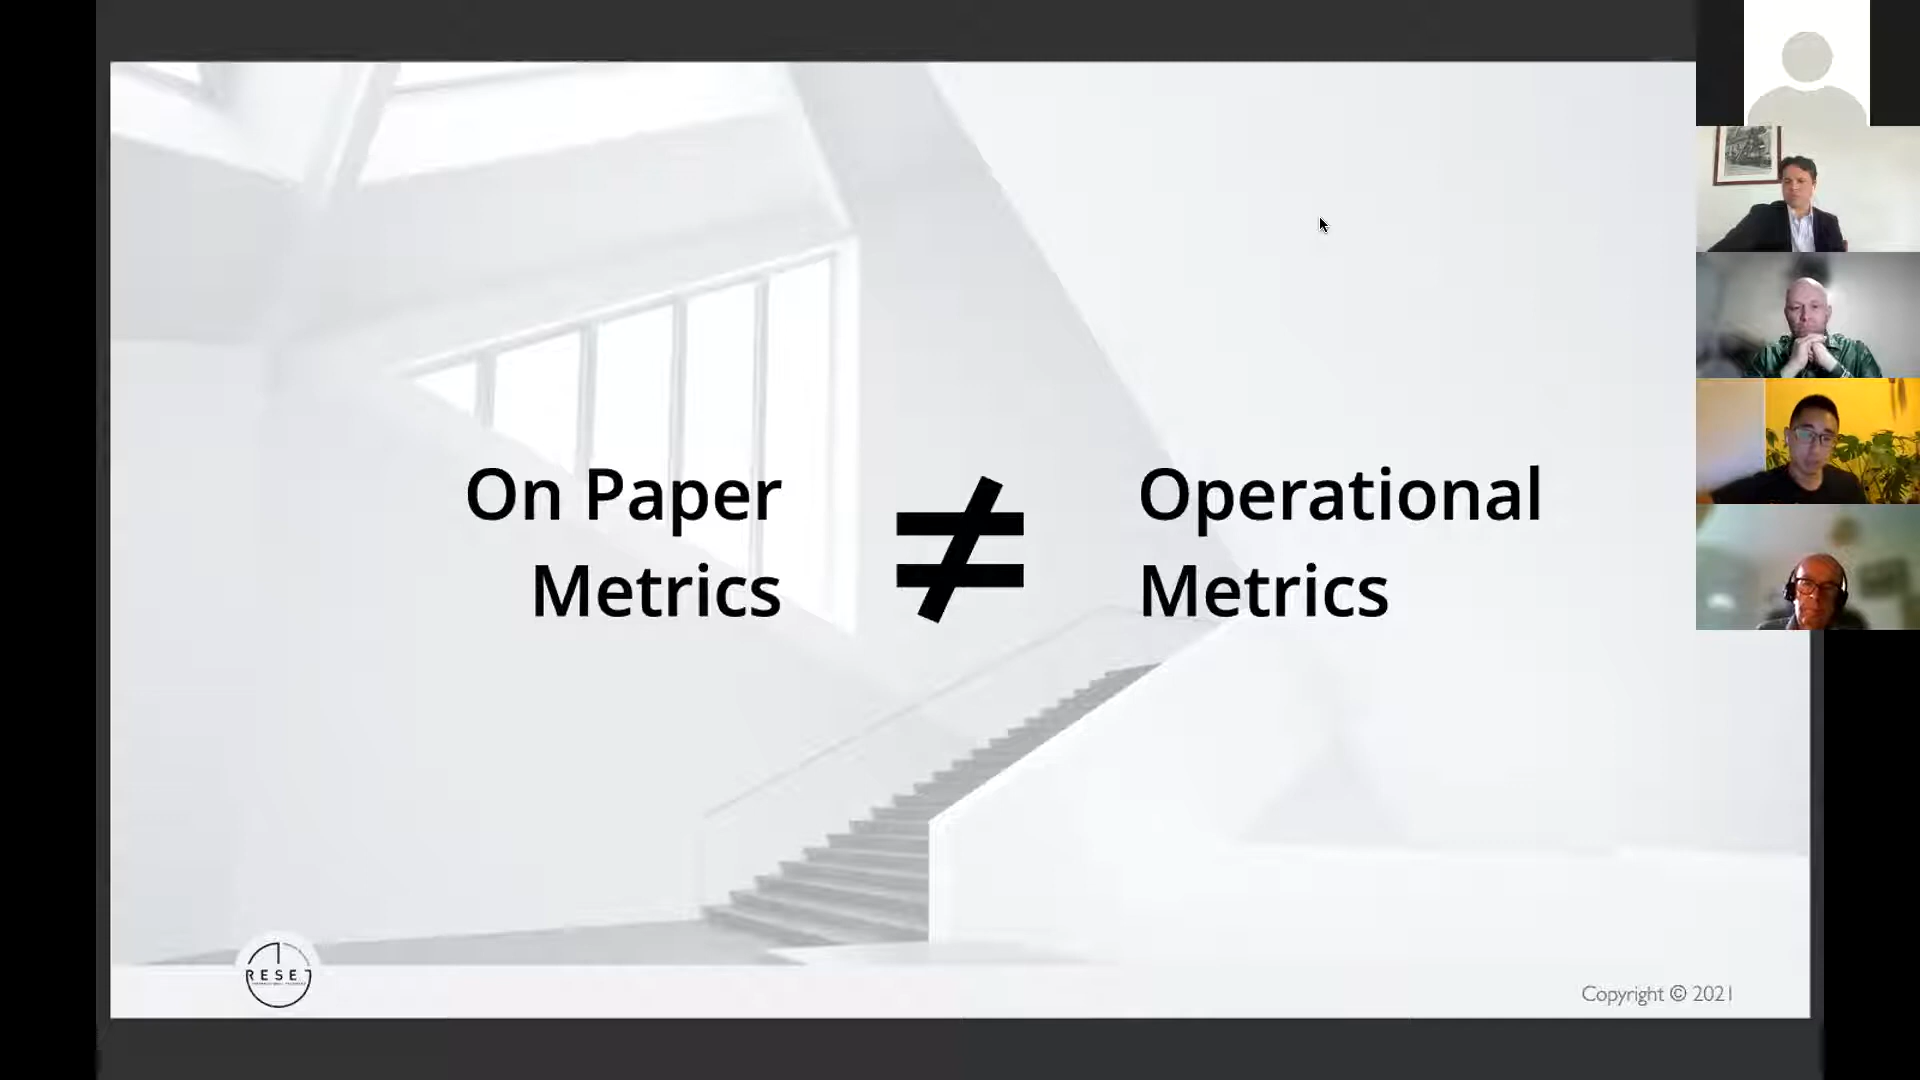 On Paper
Metrics
≠
Operational
Metrics
RESET
Copyright © 2021